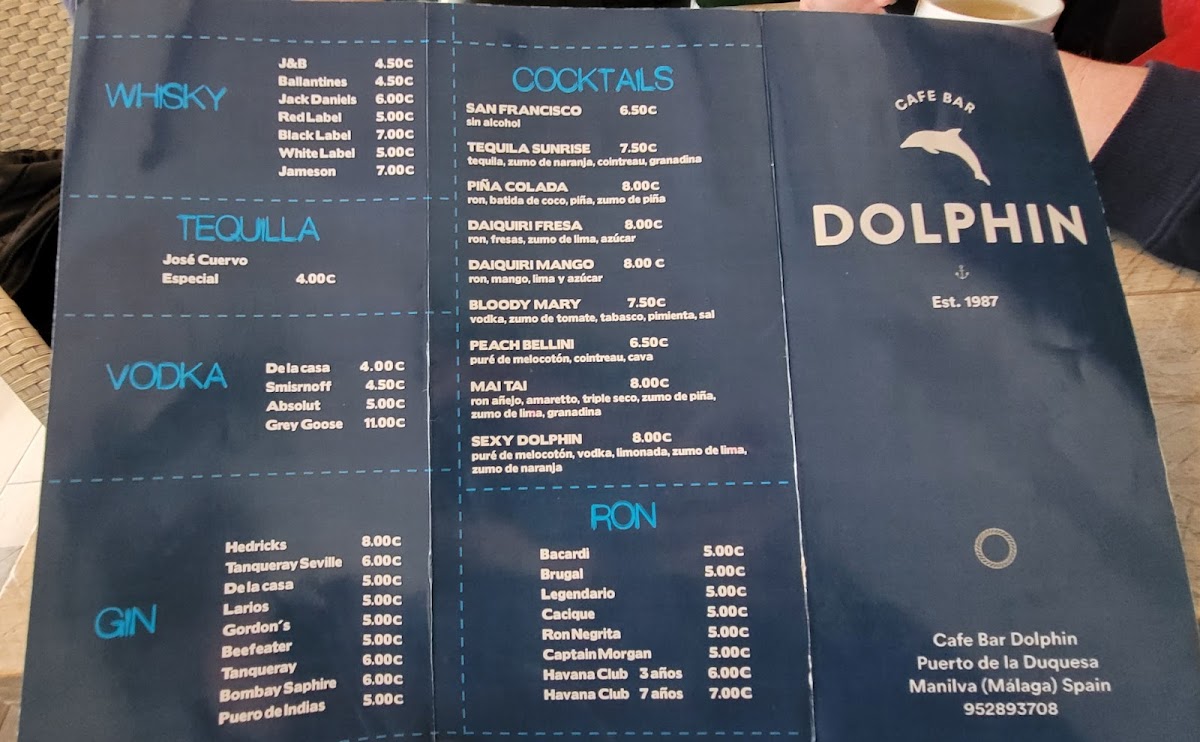 WHISKY
J&B 4.50€
Ballantines 4.50€
Jack Daniels 6.00€
Red Label 5.00€
Black Label 7.00€
White Label 5.00€
Jameson 7.00€
TEQUILLA
José Cuervo
Especial 4.00€
VODKA
De la casa 4.00€
Smisrnoff 4.50€
Absolut 5.00€
Grey Goose 11.00€
GIN
Hedricks 8.00€
Tanqueray Seville 6.00€
De la casa 5.00€
Larios 5.00€
Gordon´s 5.00€
Beefeater 5.00€
Tanqueray 6.00€
Bombay Saphire 6.00€
Puero de Indias 5.00€
COCKTAILS
SAN FRANCISCO 6.50€
sin alcohol
TEQUILA SUNRISE 7.50€
tequila, zumo de naranja, cointreau, granadina
PIÑA COLADA 8.00€
ron, batida de coco, piña, zumo de piña
DAIQUIRI FRESA 8.00€
ron, fresas, zumo de lima, azúcar
DAIQUIRI MANGO 8.00 €
ron, mango, lima y azúcar
BLOODY MARY 7.50€
vodka, zumo de tomate, tabasco, pimienta, sal
PEACH BELLINI 6.50€
puré de melocotón, cointreau, cava
MAI TAI 8.00€
ron añejo, amaretto, triple seco, zumo de piña,
zumo de lima, granadina
SEXY DOLPHIN 8.00€
puré de melocotón, vodka, limonada, zumo de lima,
zumo de naranja
RON
Bacardi 5.00€
Brugal 5.00€
Legendario 5.00€
Cacique 5.00€
Ron Negrita 5.00€
Captain Morgan 5.00€
Havana Club 3 años 6.00€
Havana Club 7 años 7.00€
CAFE BAR
DOLPHIN
Est. 1987
Cafe Bar Dolphin
Puerto de la Duquesa
Manilva (Málaga) Spain
952893708